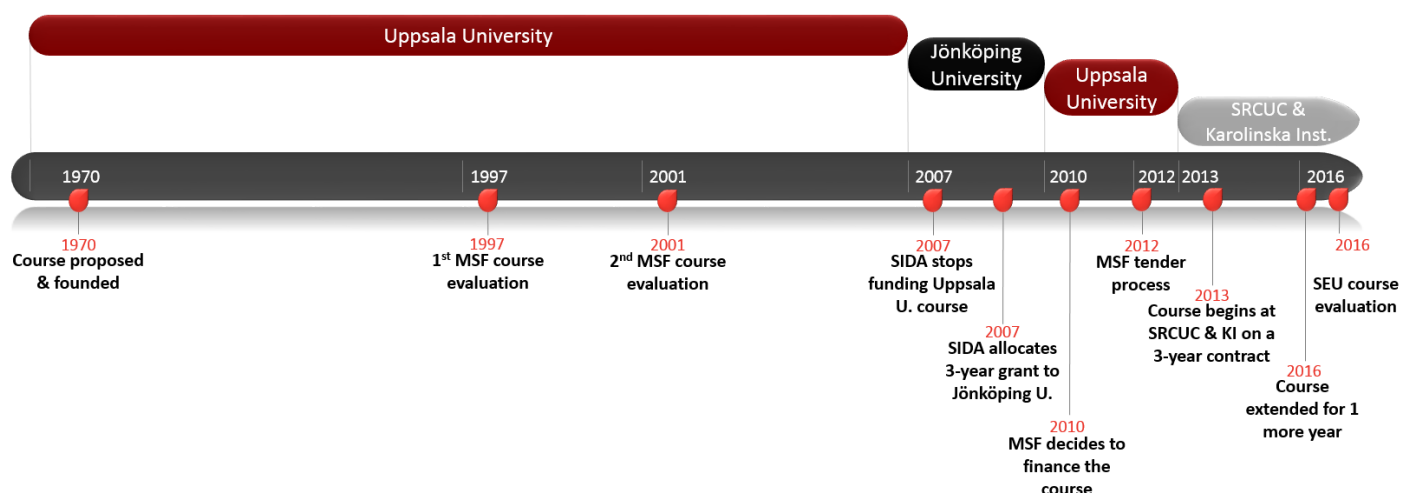 Uppsala University
Jönköping
University
Uppsala
University
SRCUC &
Karolinska Inst.
1970
1997
2001
2007
2010
2012
2013
2016
1970
Course proposed
& founded
1997
1st MSF course
evaluation
2001
2nd MSF course
evaluation
2007
SIDA stops
funding Uppsala
U. course
2007
SIDA allocates
3-year grant to
Jönköping U.
2010
MSF decides to
finance the
course
2012
MSF tender
process
2013
Course begins at
SRCUC & KI on a
3-year contract
2016
Course
extended for 1
more year
2016
SEU course
evaluation